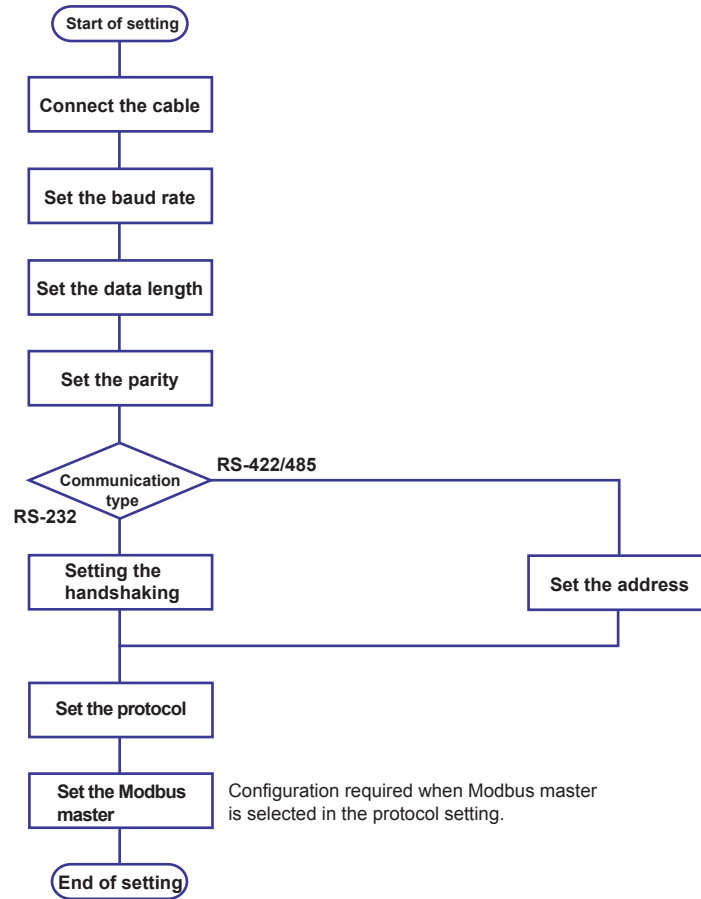 Start of setting
Connect the cable
Set the baud rate
Set the data length
Set the parity
Communication
type
RS-422/485
RS-232
Setting the
handshaking
Set the address
Set the protocol
Set the Modbus
master
Configuration required when Modbus master
is selected in the protocol setting.
End of setting